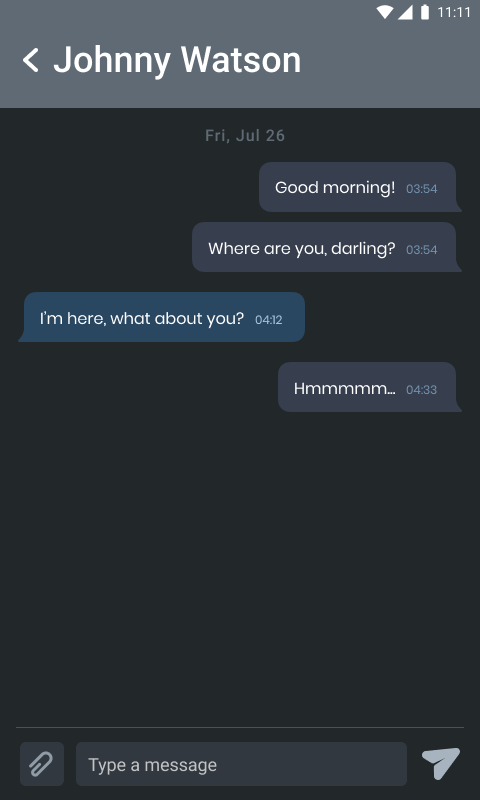 11:11
Johnny Watson
Fri, Jul 26
Good morning! 03:54
Where are you, darling? 03:54
I'm here, what about you? 04:12
Hmmmmm... 04:33
Type a message